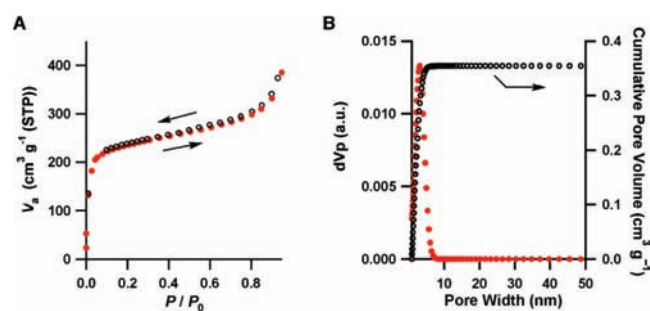 A
V_a (cm³ g⁻¹ (STP))
400
300
200
100
0
0.0 0.2 0.4 0.6 0.8
P / P₀
B
dVp (a.u.)
0.015
0.010
0.005
0.000
0 10 20 30 40 50
Pore Width (nm)
0.4
0.3
0.2
0.1
0.0
Cumulative Pore Volume (cm³ g⁻¹)